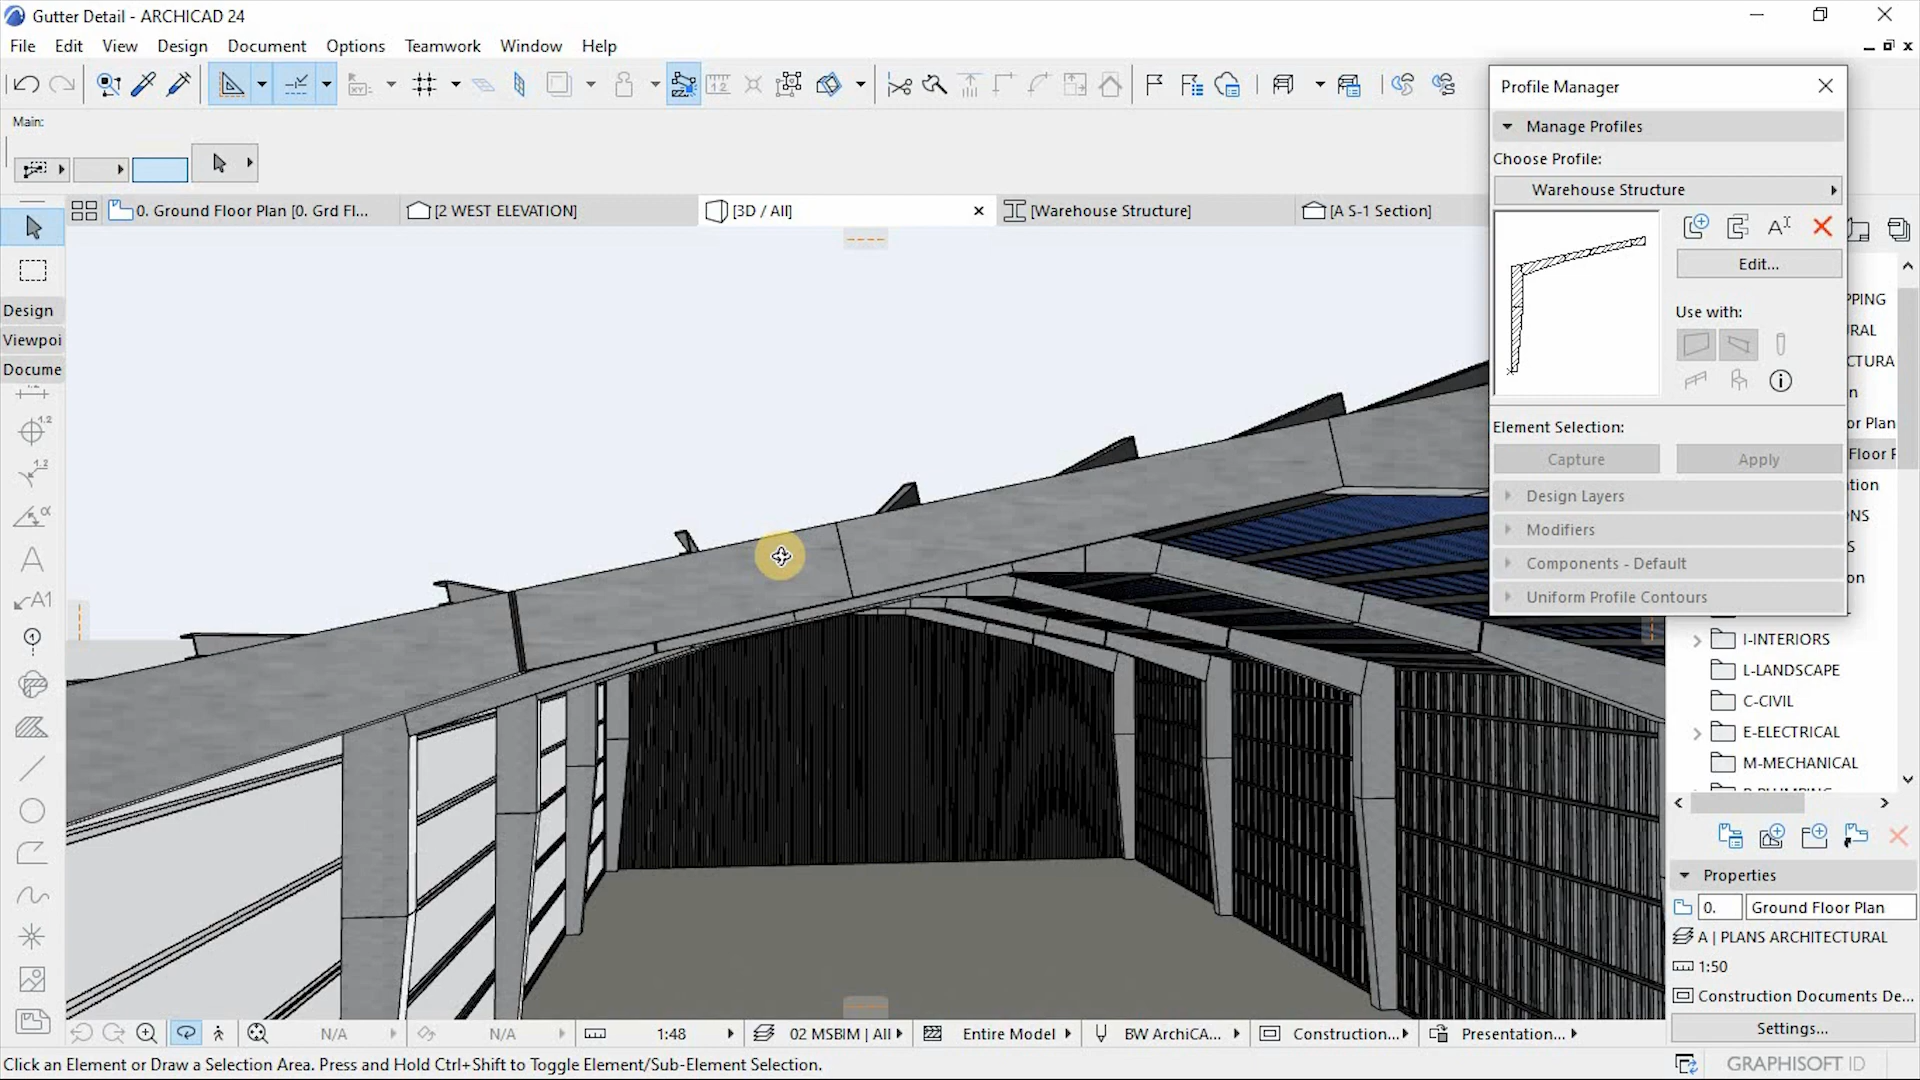 Gutter Detail - ARCHICAD 24
File Edit View Design Document Options Teamwork Window Help
Main:
0. Ground Floor Plan [0. Grd Fl...
[2 WEST ELEVATION]
[3D / All]
[Warehouse Structure]
[A S-1 Section]
Design
Viewpoi
Docume
Profile Manager
Manage Profiles
Choose Profile:
Warehouse Structure
Edit...
Use with:
Element Selection:
Capture
Apply
Design Layers
Modifiers
Components - Default
Uniform Profile Contours
PPING
RAL
CTURA
n
or Plan
Floor F
tion
NS
S
on
I-INTERIORS
L-LANDSCAPE
C-CIVIL
E-ELECTRICAL
M-MECHANICAL
Properties
0. Ground Floor Plan
A | PLANS ARCHITECTURAL
1:50
Construction Documents De...
Settings...
N/A
N/A
1:48
02 MSBIM | All
Entire Model
BW ArchiCA...
Construction...
Presentation...
Click an Element or Draw a Selection Area. Press and Hold Ctrl+Shift to Toggle Element/Sub-Element Selection.
GRAPHISOFT ID